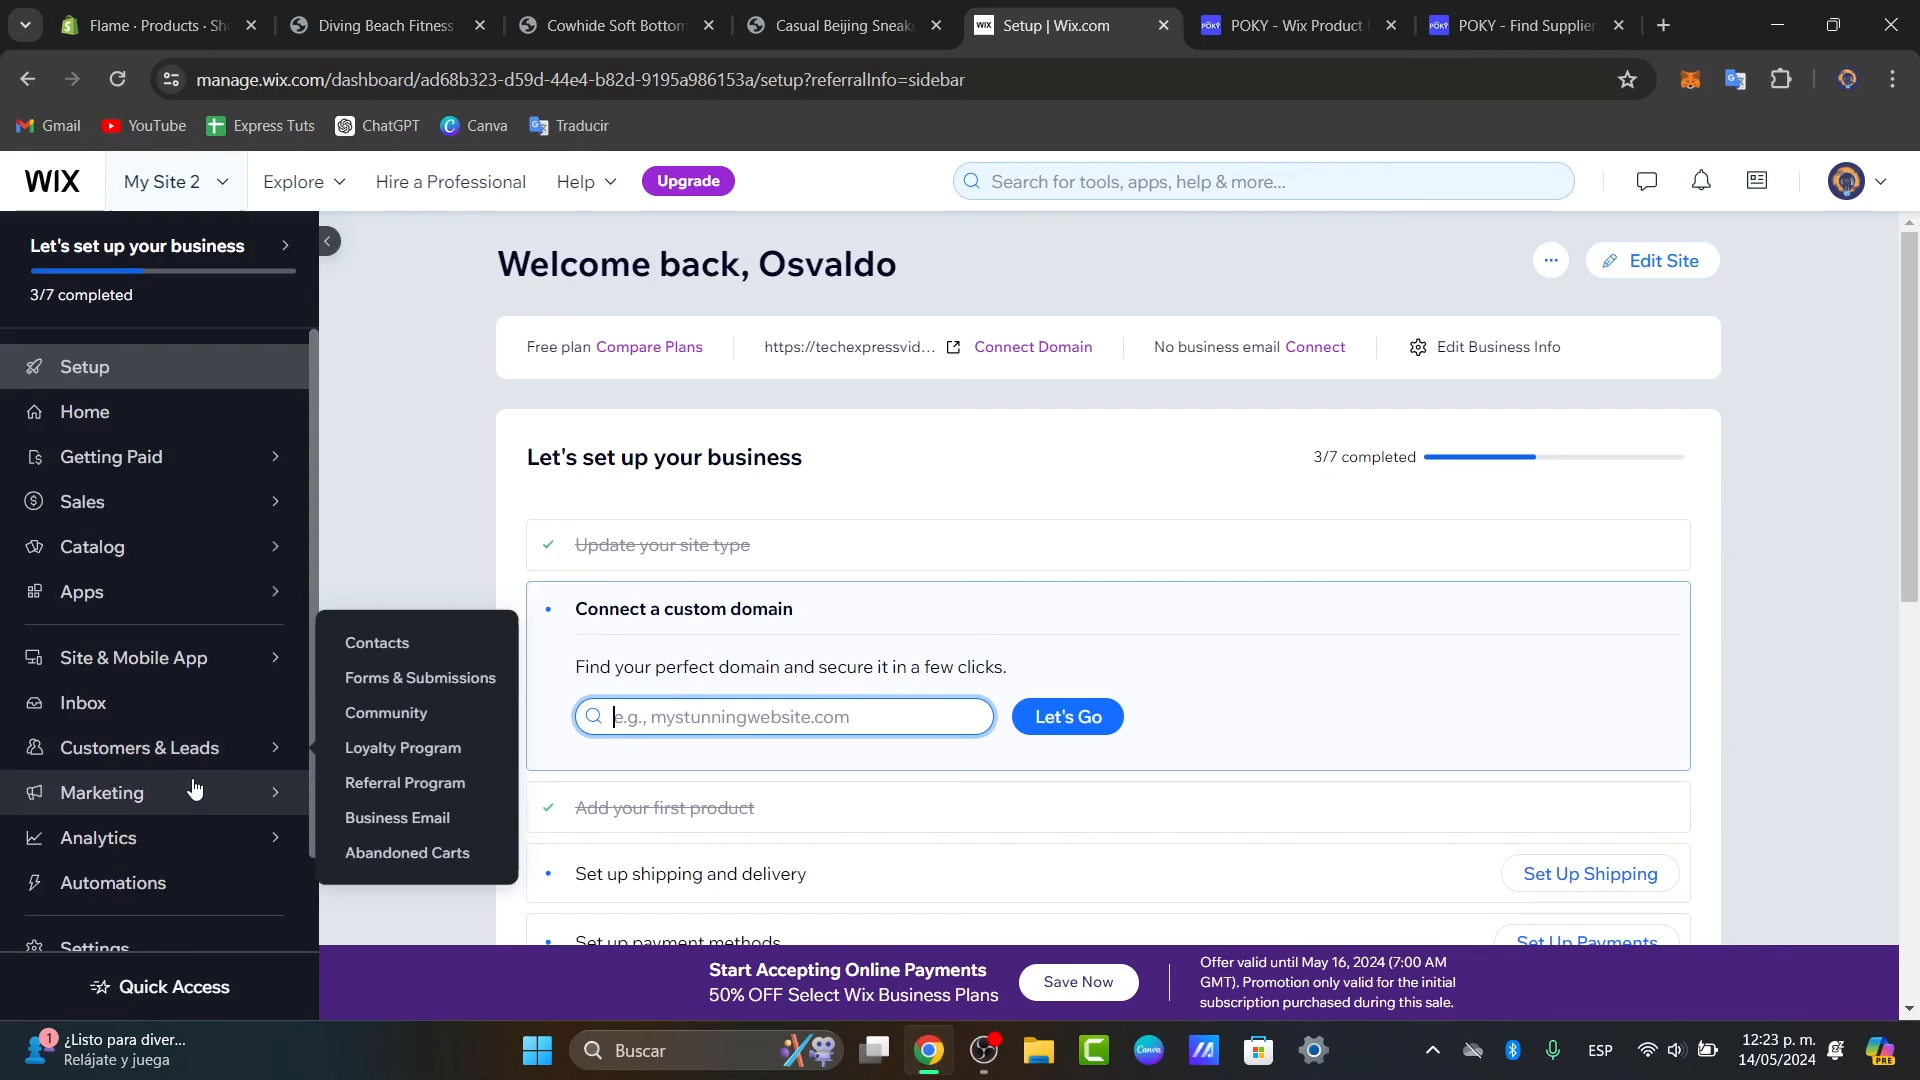 Flame · Products · Sh
Diving Beach Fitness
Cowhide Soft Bottom
Casual Beijing Sneak
WIX Setup | Wix.com
POKY POKY - Wix Product
POKY POKY - Find Supplier
manage.wix.com/dashboard/ad68b323-d59d-44e4-b82d-9195a986153a/setup?referralInfo=sidebar
Gmail
YouTube
Express Tuts
ChatGPT
Canva
Traducir
WIX
My Site 2
Explore
Hire a Professional
Help
Upgrade
Search for tools, apps, help & more...
Let's set up your business
3/7 completed
Setup
Home
Getting Paid
Sales
Catalog
Apps
Site & Mobile App
Inbox
Customers & Leads
Marketing
Analytics
Automations
Settings
Quick Access
Contacts
Forms & Submissions
Community
Loyalty Program
Referral Program
Business Email
Abandoned Carts
Welcome back, Osvaldo
Edit Site
Free plan Compare Plans
https://techexpressvid... Connect Domain
No business email Connect
Edit Business Info
Let's set up your business
3/7 completed
Update your site type
Connect a custom domain
Find your perfect domain and secure it in a few clicks.
e.g., mystunningwebsite.com
Let's Go
Add your first product
Set up shipping and delivery
Set Up Shipping
Set up payment methods
Set Up Payments
Start Accepting Online Payments
50% OFF Select Wix Business Plans
Save Now
Offer valid until May 16, 2024 (7:00 AM
GMT). Promotion only valid for the initial
subscription purchased during this sale.
1
¿Listo para diver...
Relájate y juega
Buscar
Canva
ESP
12:23 p. m.
14/05/2024
PRE